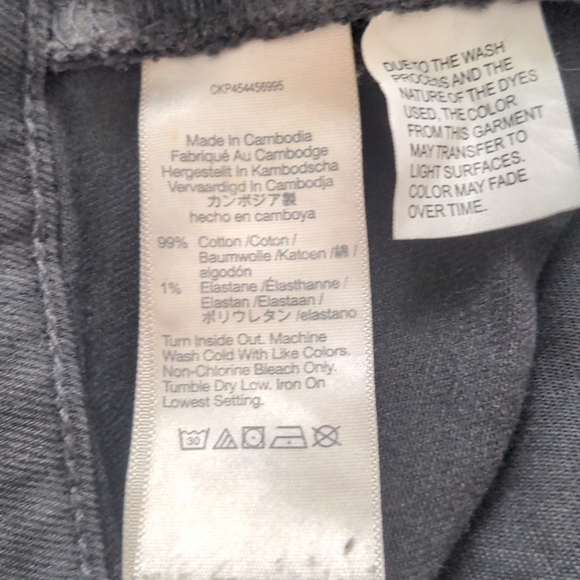 CKP454456995
Made In Cambodia
Fabriqué Au Cambodge
Hergestellt In Kambodscha
Vervaardigd In Cambodja
カンボジア製
hecho en camboya
99% Cotton /Coton /
Baumwolle /Katoen /綿 /
algodón
1% Elastane /Élasthanne /
Elastan /Elastaan /
ポリウレタン /elastano
Turn Inside Out. Machine
Wash Cold With Like Colors.
Non-Chlorine Bleach Only.
Tumble Dry Low. Iron On
Lowest Setting.
30
DUE TO THE WASH
PROCESS AND THE
NATURE OF THE DYES
USED, THE COLOR
FROM THIS GARMENT
MAY TRANSFER TO
LIGHT SURFACES.
COLOR MAY FADE
OVER TIME.